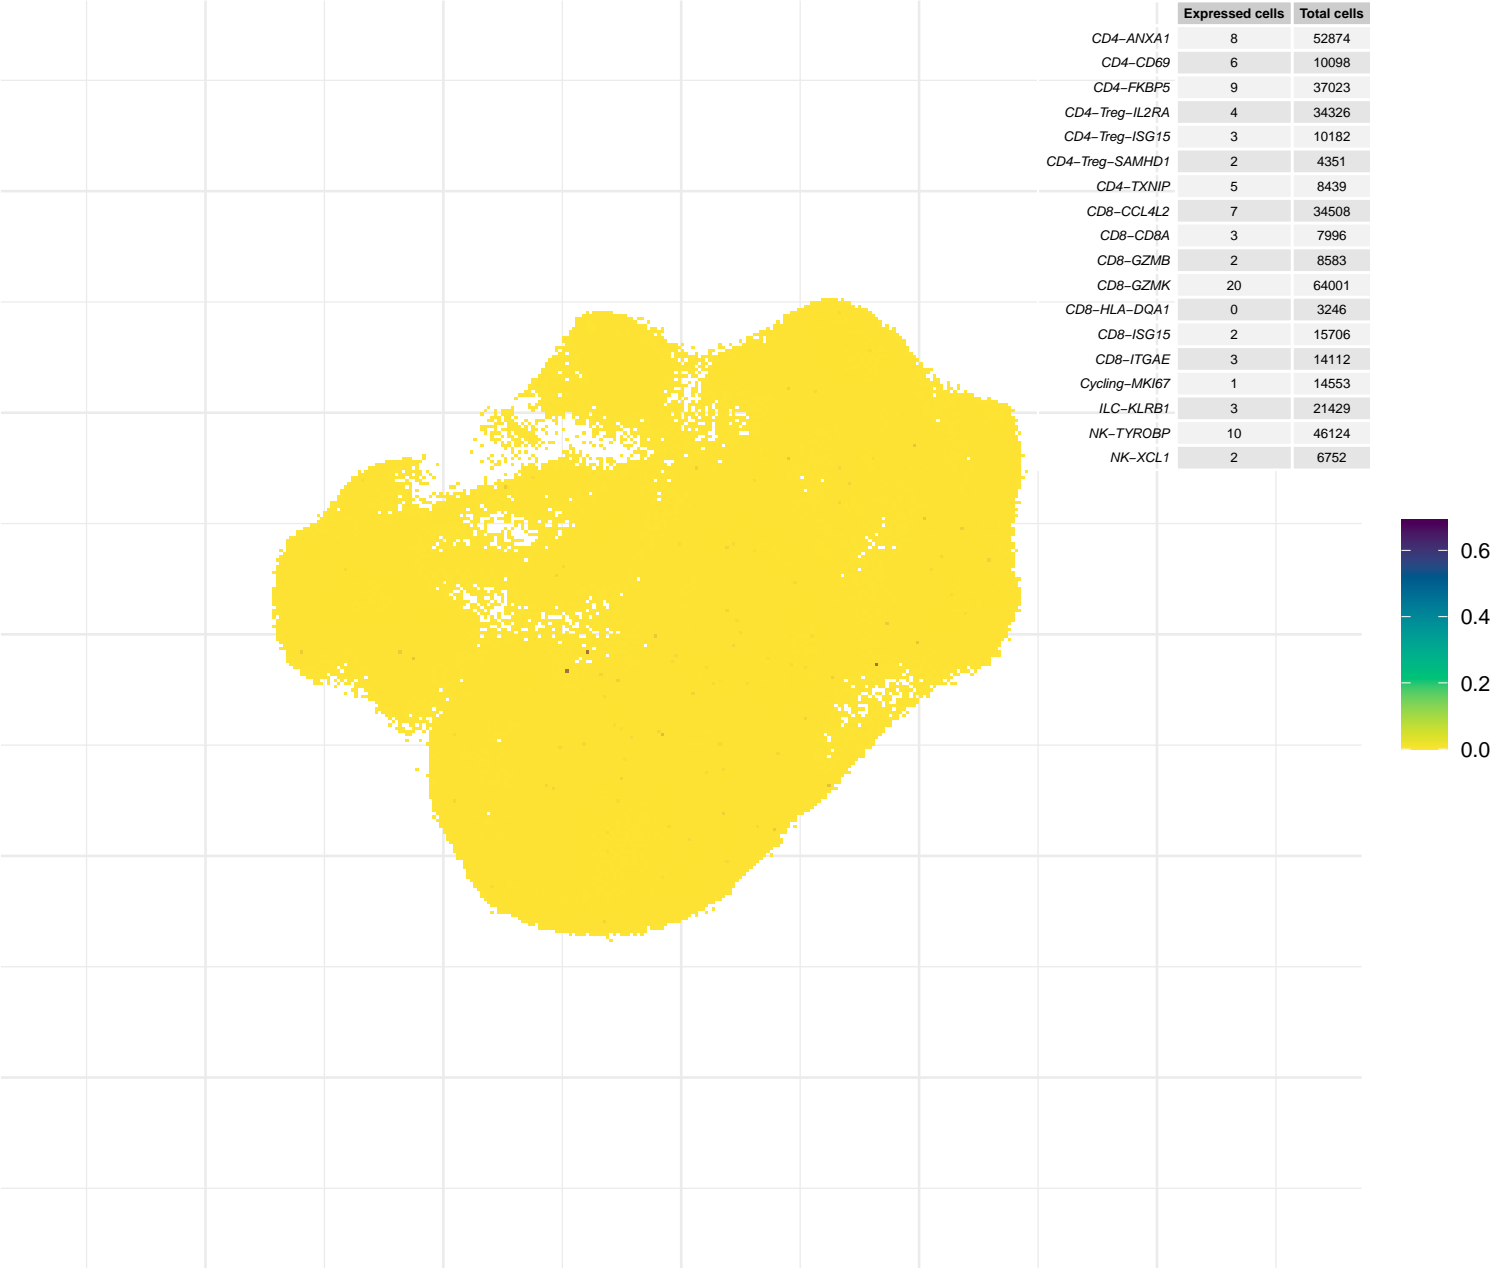 Expressed cells Total cells
CD4−ANXA1 8 52874
CD4−CD69 6 10098
CD4−FKBP5 9 37023
CD4−Treg−IL2RA 4 34326
CD4−Treg−ISG15 3 10182
CD4−Treg−SAMHD1 2 4351
CD4−TXNIP 5 8439
CD8−CCL4L2 7 34508
CD8−CD8A 3 7996
CD8−GZMB 2 8583
CD8−GZMK 20 64001
CD8−HLA−DQA1 0 3246
CD8−ISG15 2 15706
CD8−ITGAE 3 14112
Cycling−MKI67 1 14553
ILC−KLRB1 3 21429
NK−TYROBP 10 46124
NK−XCL1 2 6752
0.6
0.4
0.2
0.0